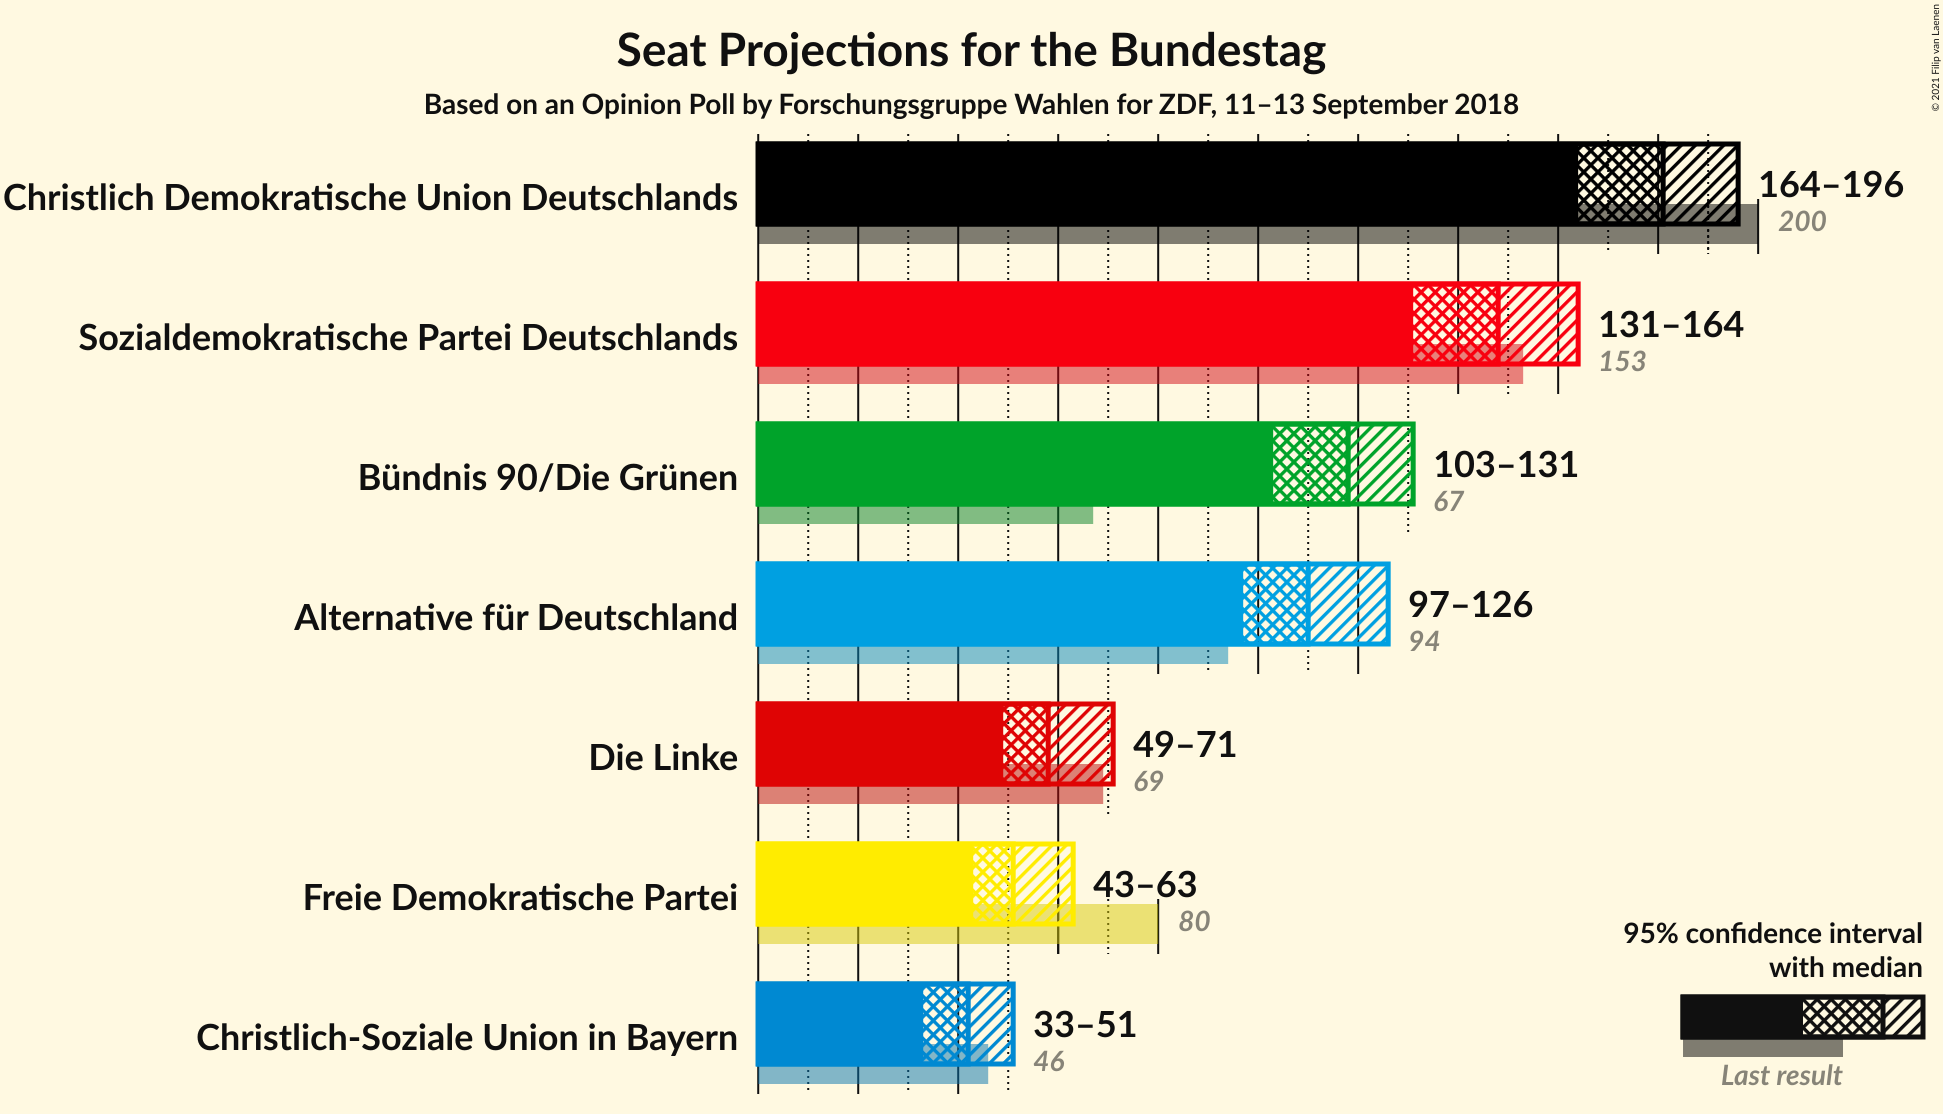 Seat Projections for the Bundestag
Based on an Opinion Poll by Forschungsgruppe Wahlen for ZDF, 11–13 September 2018
© 2021 Filip van Laenen
Christlich Demokratische Union Deutschlands
164–196
200
Sozialdemokratische Partei Deutschlands
131–164
153
Bündnis 90/Die Grünen
103–131
67
Alternative für Deutschland
97–126
94
Die Linke
49–71
69
Freie Demokratische Partei
43–63
80
Christlich-Soziale Union in Bayern
33–51
46
95% confidence interval
with median
Last result